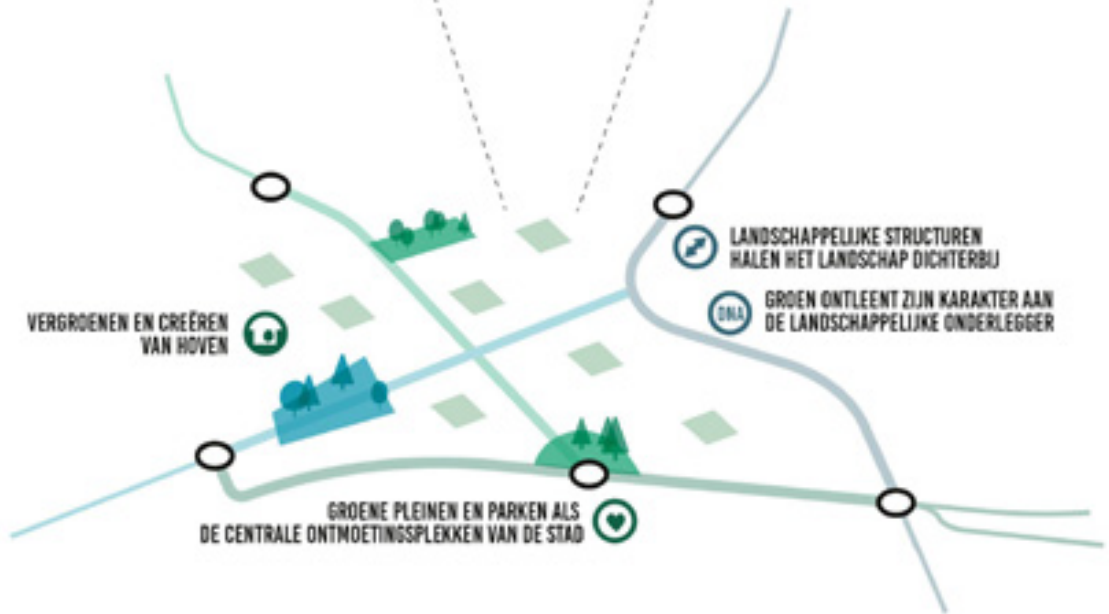 LANDSCHAPPELIJKE STRUCTUREN
HALEN HET LANDSCHAP DICHTERBIJ
DNA
GROEN ONTLEENT ZIJN KARAKTER AAN
DE LANDSCHAPPELIJKE ONDERLEGGER
VERGROENEN EN CREËREN
VAN HOVEN
GROENE PLEINEN EN PARKEN ALS
DE CENTRALE ONTMOETINGSPLEKKEN VAN DE STAD